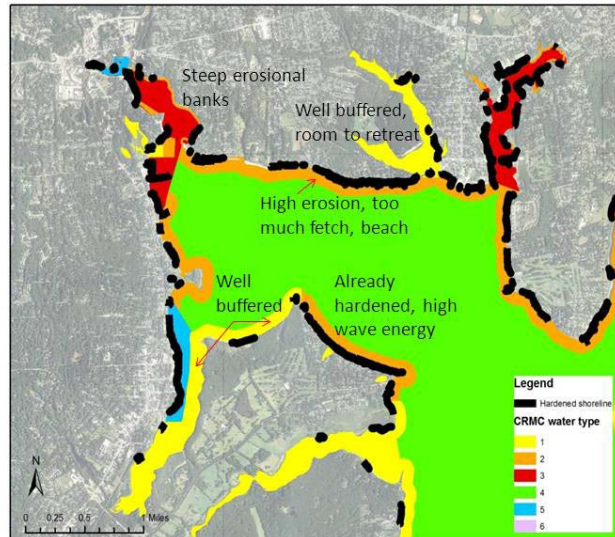 Steep erosional
banks
Well buffered,
room to retreat
High erosion, too
much fetch, beach
Well
buffered
Already
hardened, high
wave energy
Legend
Hardened shoreline
CRMC water type
1
2
3
4
5
6
N
0 0.25 0.5 1 Miles